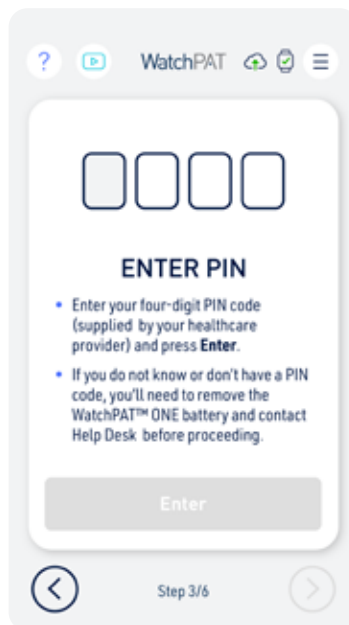 ? WatchPAT
ENTER PIN
• Enter your four-digit PIN code
(supplied by your healthcare
provider) and press Enter.
• If you do not know or don't have a PIN
code, you'll need to remove the
WatchPAT™ ONE battery and contact
Help Desk before proceeding.
Enter
Step 3/6